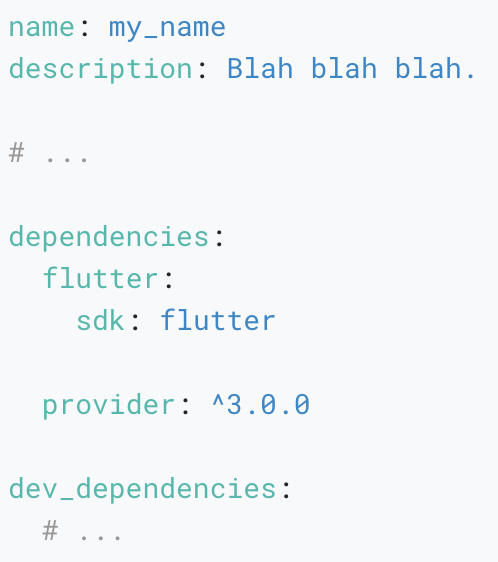 name: my_name
description: Blah blah blah.
# ...
dependencies:
  flutter:
    sdk: flutter
  provider: ^3.0.0
dev_dependencies:
  # ...